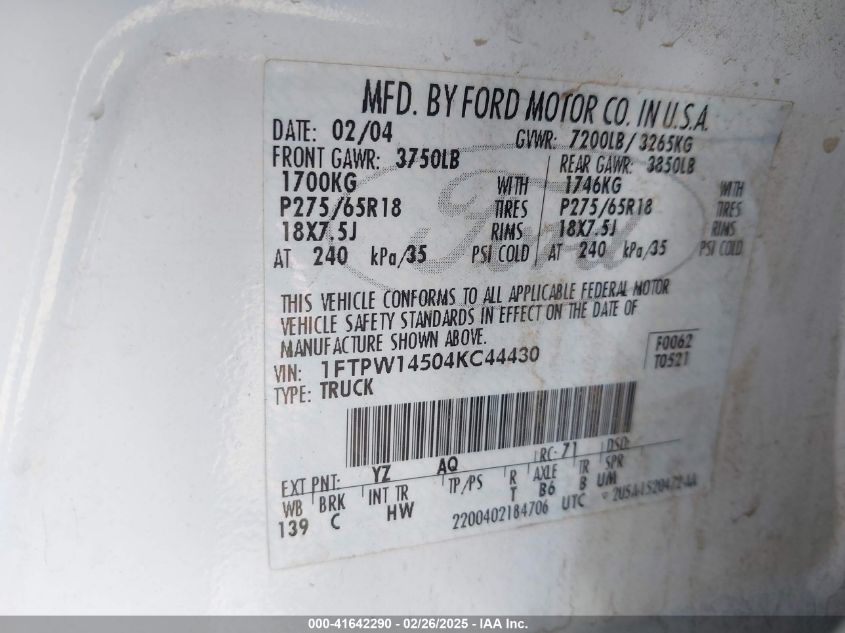 MFD. BY FORD MOTOR CO. IN U.S.A.
DATE: 02/04 GVWR: 7200LB/ 3265KG
FRONT GAWR: 3750LB REAR GAWR: 3850LB
1700KG WITH 1746KG WITH
P275/65R18 TIRES P275/65R18 TIRES
18X7.5J RIMS 18X7.5J RIMS
AT 240 kPa/35 PSI COLD AT 240 kPa/35 PSI COLD
Ford
THIS VEHICLE CONFORMS TO ALL APPLICABLE FEDERAL MOTOR
VEHICLE SAFETY STANDARDS IN EFFECT ON THE DATE OF
MANUFACTURE SHOWN ABOVE.
VIN: 1FTPW14504KC44430 F0062
TYPE: TRUCK T0521
EXT PNT: YZ AQ RC: 71 DSO:
WB BRK INT TR TP/PS R AXLE TR SPR
139 C HW T B6 B UM
2200402184706 UTC
000-41642290 - 02/26/2025 - IAA Inc.